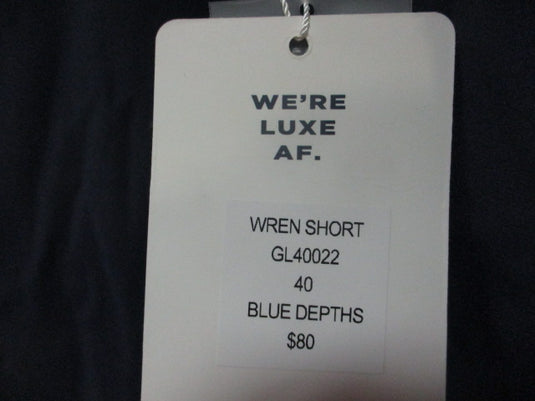 WE'RE
LUXE
AF.
WREN SHORT
GL40022
40
BLUE DEPTHS
$80